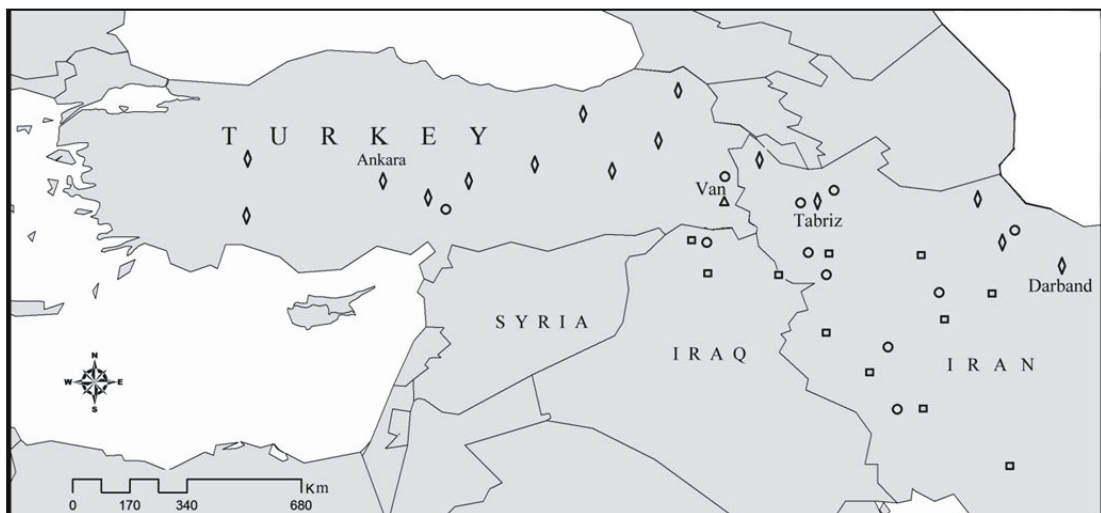 T U R K E Y
Ankara
Van
Tabriz
Darband
S Y R I A
I R A Q
I R A N
N
W E
S
0 170 340 680 Km